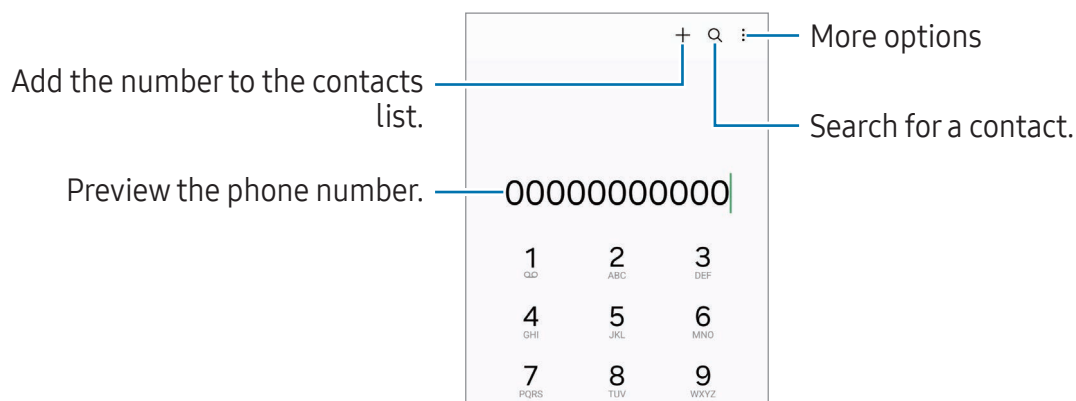 More options
Add the number to the contacts
list.
Search for a contact.
Preview the phone number.
00000000000
1 2 3
ABC DEF
4 5 6
GHI JKL MNO
7 8 9
PQRS TUV WXYZ